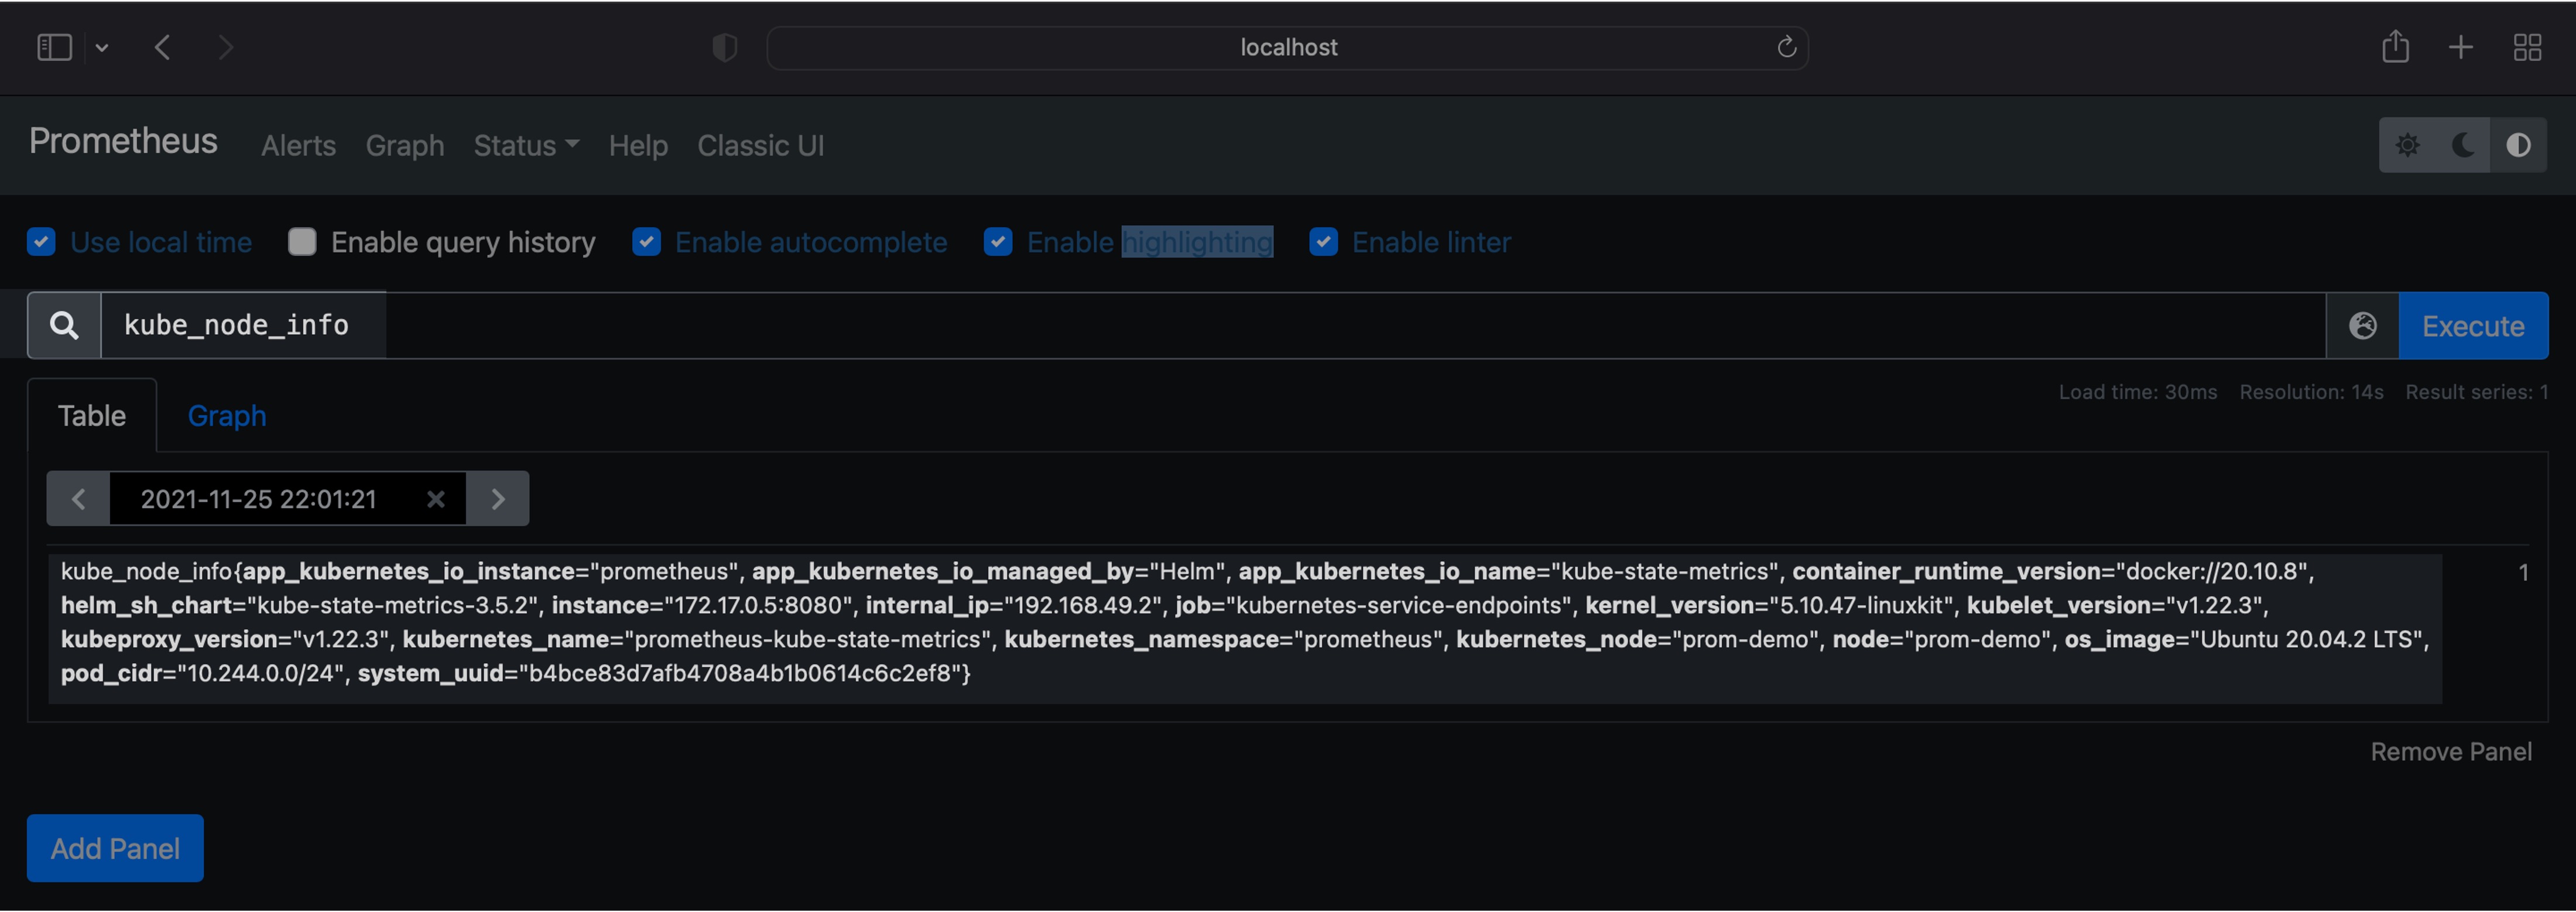 localhost
Prometheus Alerts Graph Status Help Classic UI
Use local time Enable query history Enable autocomplete Enable highlighting Enable linter
kube_node_info Execute
Load time: 30ms Resolution: 14s Result series: 1
Table Graph
2021-11-25 22:01:21
kube_node_info{app_kubernetes_io_instance="prometheus", app_kubernetes_io_managed_by="Helm", app_kubernetes_io_name="kube-state-metrics", container_runtime_version="docker://20.10.8", 1
helm_sh_chart="kube-state-metrics-3.5.2", instance="172.17.0.5:8080", internal_ip="192.168.49.2", job="kubernetes-service-endpoints", kernel_version="5.10.47-linuxkit", kubelet_version="v1.22.3",
kubeproxy_version="v1.22.3", kubernetes_name="prometheus-kube-state-metrics", kubernetes_namespace="prometheus", kubernetes_node="prom-demo", node="prom-demo", os_image="Ubuntu 20.04.2 LTS",
pod_cidr="10.244.0.0/24", system_uuid="b4bce83d7afb4708a4b1b0614c6c2ef8"}
Remove Panel
Add Panel